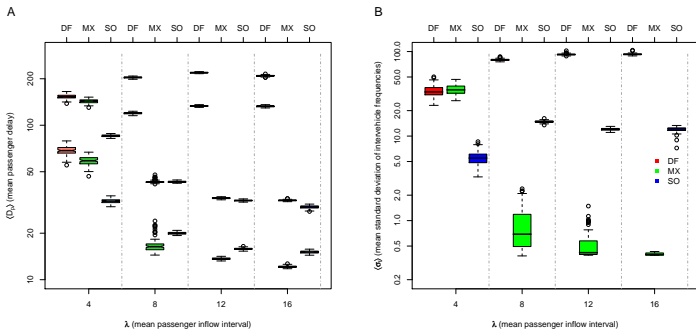 A
DF MX SO DF MX SO DF MX SO DF MX SO
200
100
50
20
10
⟨Dp⟩ (mean passenger delay)
4 8 12 16
λ (mean passenger inflow interval)
B
DF MX SO DF MX SO DF MX SO DF MX SO
100.0
50.0
20.0
10.0
5.0
2.0
1.0
0.5
0.2
⟨σt⟩ (mean standard deviation of intervehicle frequencies)
DF
MX
SO
4 8 12 16
λ (mean passenger inflow interval)